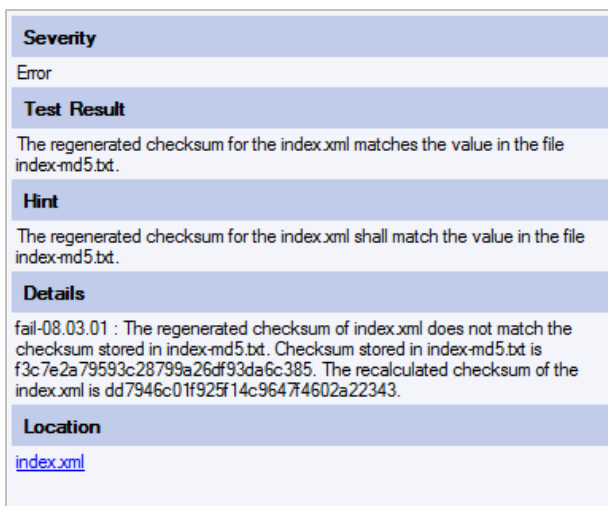 Severity
Error
Test Result
The regenerated checksum for the index.xml matches the value in the file
index-md5.txt.
Hint
The regenerated checksum for the index.xml shall match the value in the file
index-md5.txt.
Details
fail-08.03.01 : The regenerated checksum of index.xml does not match the
checksum stored in index-md5.txt. Checksum stored in index-md5.txt is
f3c7e2a79593c28799a26df93da6c385. The recalculated checksum of the
index.xml is dd7946c01f925f14c9647f4602a22343.
Location
index.xml